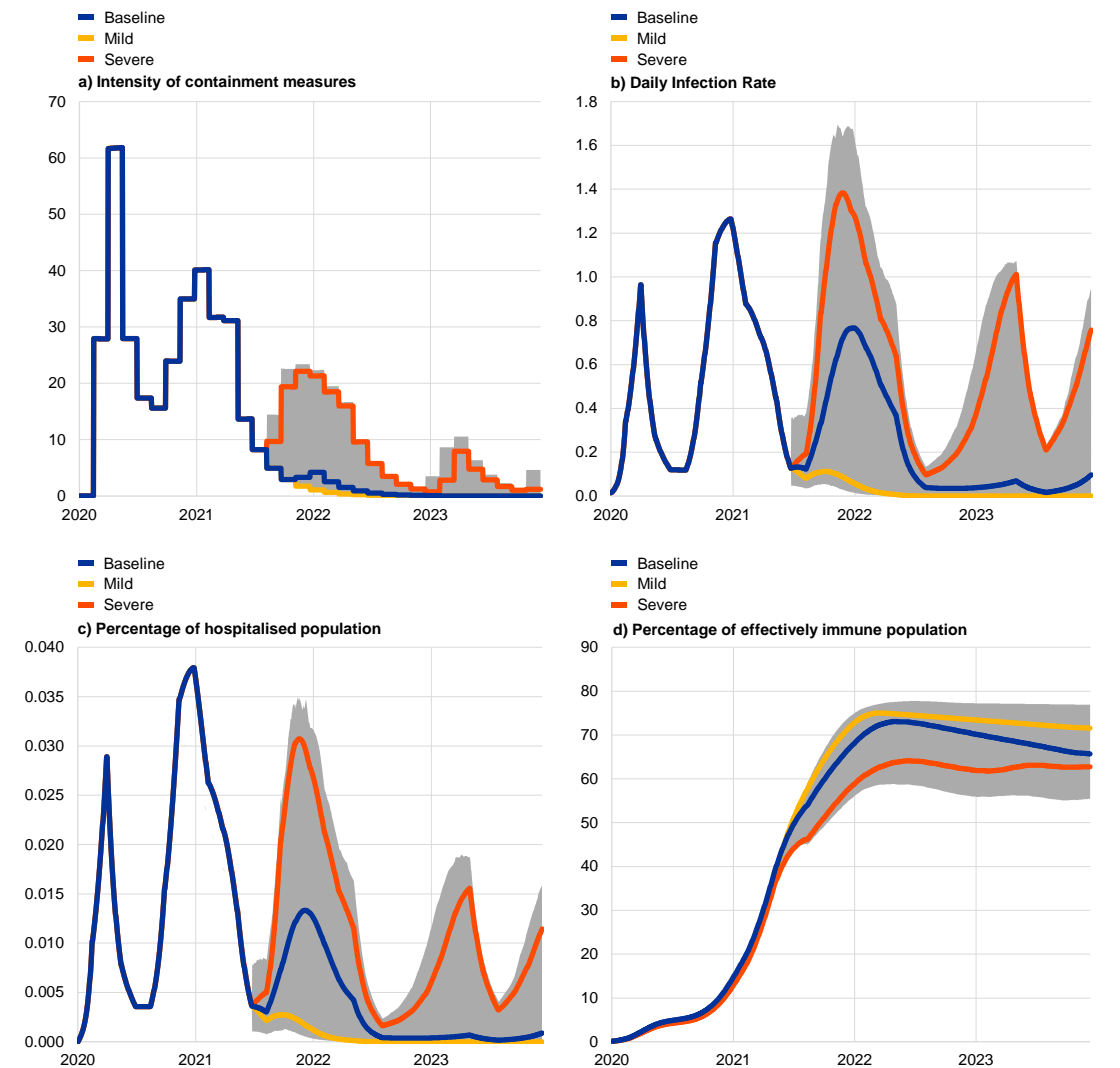 Baseline
Mild
Severe
a) Intensity of containment measures
70
60
50
40
30
20
10
0
2020 2021 2022 2023
Baseline
Mild
Severe
b) Daily Infection Rate
1.8
1.6
1.4
1.2
1.0
0.8
0.6
0.4
0.2
0.0
2020 2021 2022 2023
Baseline
Mild
Severe
c) Percentage of hospitalised population
0.040
0.035
0.030
0.025
0.020
0.015
0.010
0.005
0.000
2020 2021 2022 2023
Baseline
Mild
Severe
d) Percentage of effectively immune population
90
80
70
60
50
40
30
20
10
0
2020 2021 2022 2023